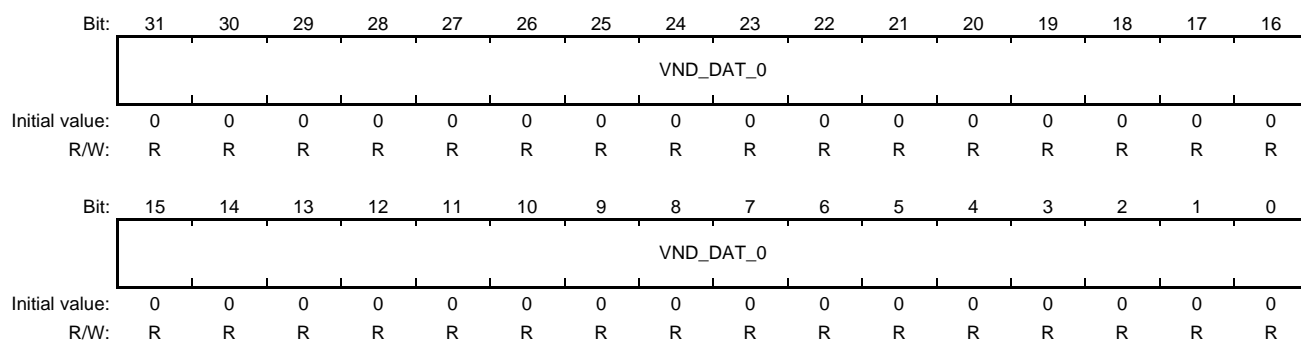 Bit: 31 30 29 28 27 26 25 24 23 22 21 20 19 18 17 16
VND_DAT_0
Initial value: 0 0 0 0 0 0 0 0 0 0 0 0 0 0 0 0
R/W: R R R R R R R R R R R R R R R R
Bit: 15 14 13 12 11 10 9 8 7 6 5 4 3 2 1 0
VND_DAT_0
Initial value: 0 0 0 0 0 0 0 0 0 0 0 0 0 0 0 0
R/W: R R R R R R R R R R R R R R R R